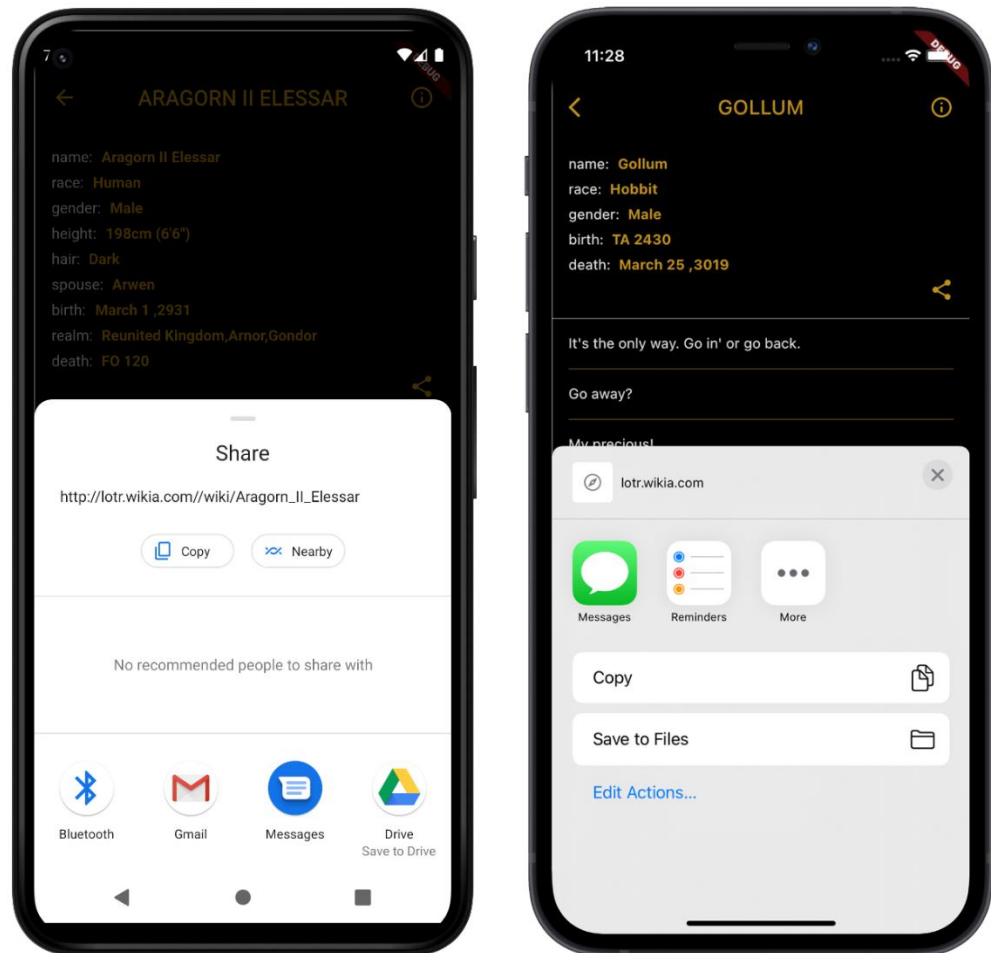 7
DEBUG
ARAGORN II ELESSAR
name: Aragorn II Elessar
race: Human
gender: Male
height: 198cm (6'6")
hair: Dark
spouse: Arwen
birth: March 1 ,2931
realm: Reunited Kingdom,Arnor,Gondor
death: FO 120
Share
http://lotr.wikia.com//wiki/Aragorn_II_Elessar
Copy
Nearby
No recommended people to share with
Bluetooth
Gmail
Messages
Drive
Save to Drive
11:28
DEBUG
GOLLUM
name: Gollum
race: Hobbit
gender: Male
birth: TA 2430
death: March 25 ,3019
It's the only way. Go in' or go back.
Go away?
My precious!
lotr.wikia.com
Messages
Reminders
More
Copy
Save to Files
Edit Actions...